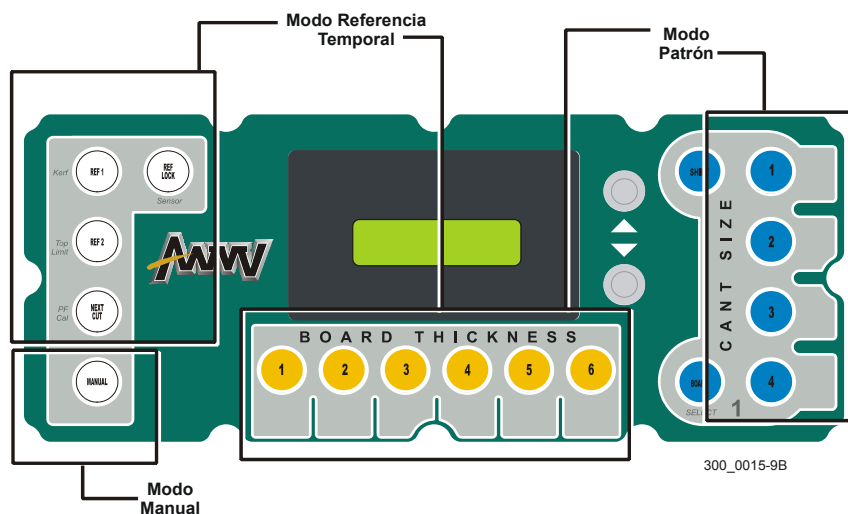 Modo Referencia
Temporal
Modo
Patrón
Kerf
REF 1
REF
LOCK
Sensor
Top
Limit
REF 2
PF
Cal
NEXT
CUT
MANUAL
BOARD THICKNESS
1
2
3
4
5
6
CANT SIZE
1
2
3
4
SELECT
1
300_0015-9B
Modo
Manual